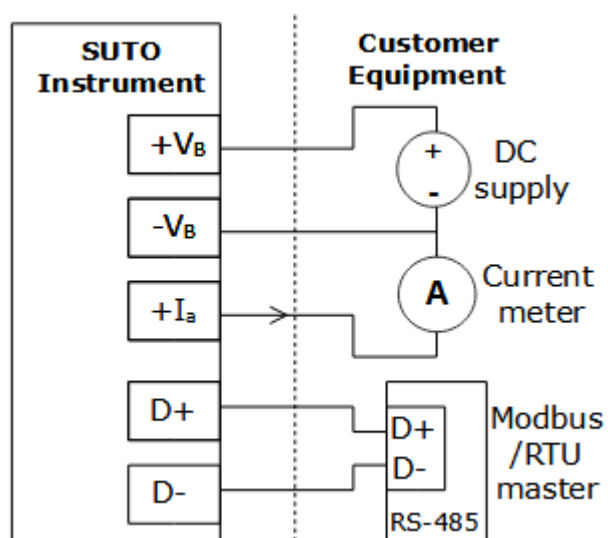 SUTO
Instrument
Customer
Equipment
+VB
-VB
+Ia
D+
D-
+
-
DC
supply
A
Current
meter
D+
D-
RS-485
Modbus
/RTU
master